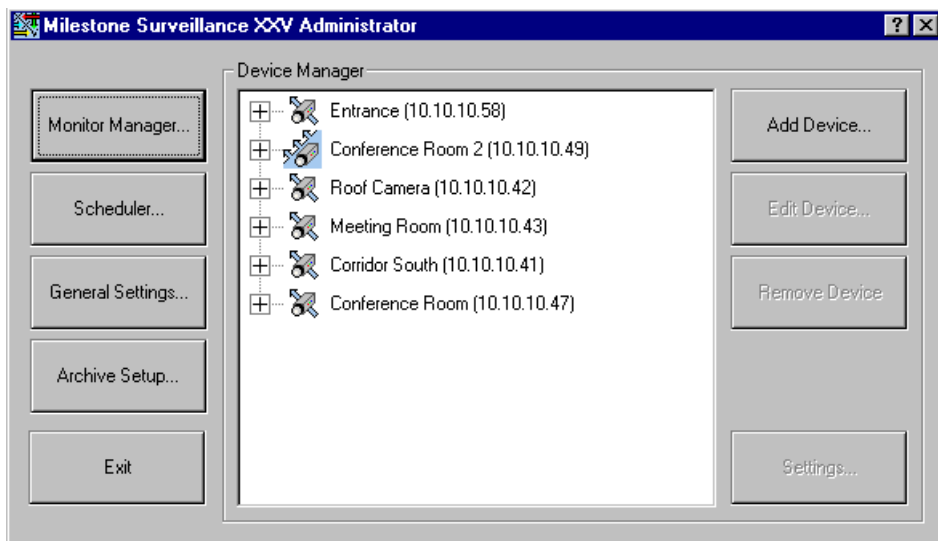 Milestone Surveillance XXV Administrator
Device Manager
Monitor Manager...
Scheduler...
General Settings...
Archive Setup...
Exit
Entrance (10.10.10.58)
Conference Room 2 (10.10.10.49)
Roof Camera (10.10.10.42)
Meeting Room (10.10.10.43)
Corridor South (10.10.10.41)
Conference Room (10.10.10.47)
Add Device...
Edit Device...
Remove Device
Settings...